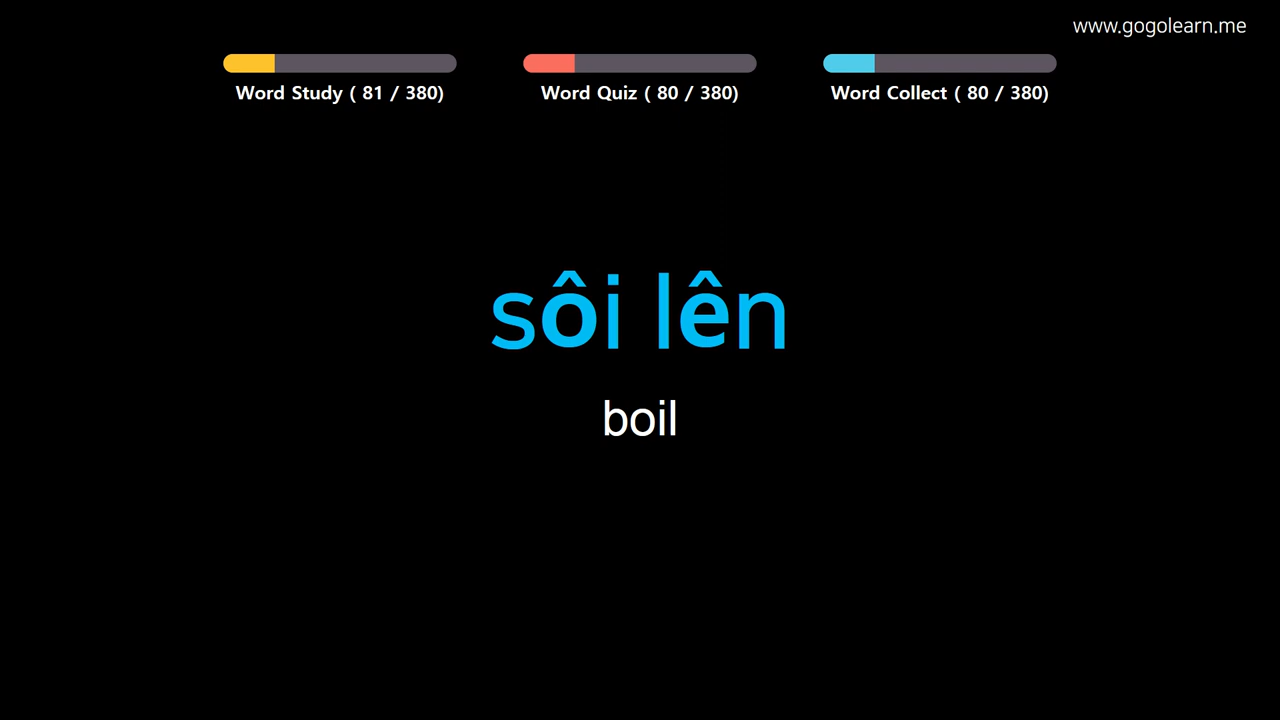 www.gogolearn.me
Word Study ( 81 / 380)
Word Quiz ( 80 / 380)
Word Collect ( 80 / 380)
sôi lên
boil